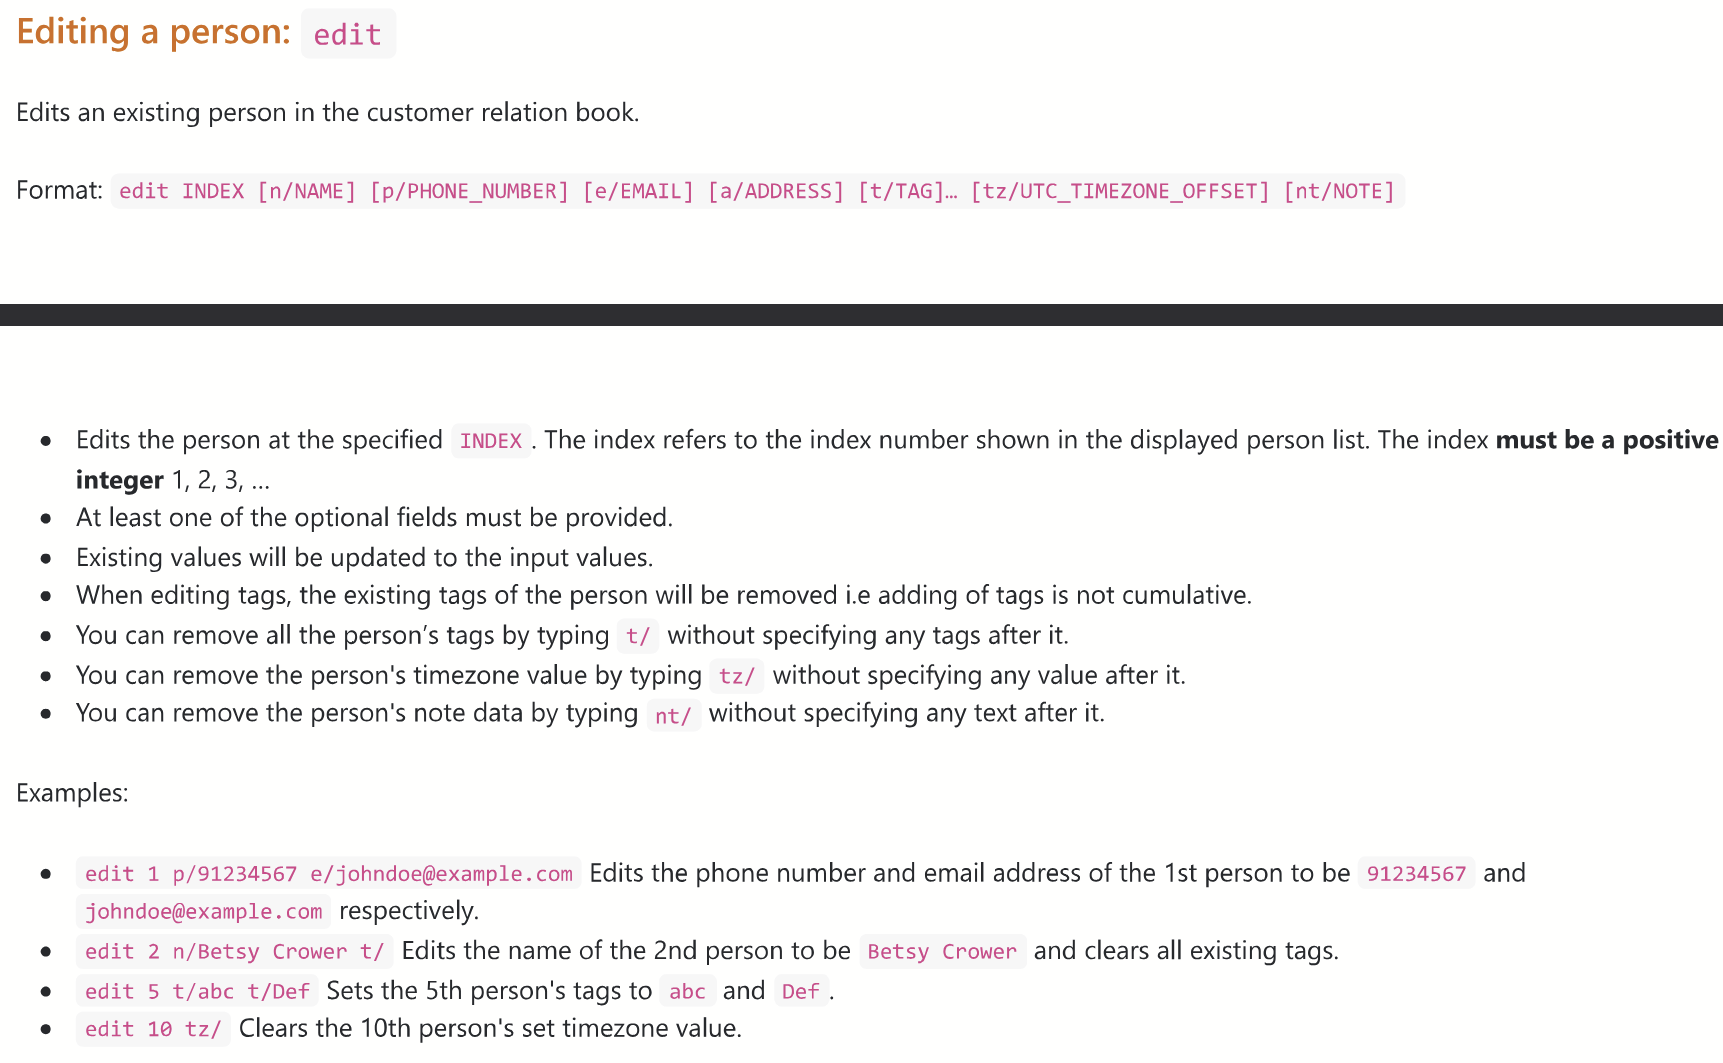 Editing a person: edit
Edits an existing person in the customer relation book.
Format: edit INDEX [n/NAME] [p/PHONE_NUMBER] [e/EMAIL] [a/ADDRESS] [t/TAG]… [tz/UTC_TIMEZONE_OFFSET] [nt/NOTE]
• Edits the person at the specified INDEX . The index refers to the index number shown in the displayed person list. The index must be a positive
integer 1, 2, 3, …
• At least one of the optional fields must be provided.
• Existing values will be updated to the input values.
• When editing tags, the existing tags of the person will be removed i.e adding of tags is not cumulative.
• You can remove all the person’s tags by typing t/ without specifying any tags after it.
• You can remove the person's timezone value by typing tz/ without specifying any value after it.
• You can remove the person's note data by typing nt/ without specifying any text after it.
Examples:
• edit 1 p/91234567 e/johndoe@example.com Edits the phone number and email address of the 1st person to be 91234567 and
johndoe@example.com respectively.
• edit 2 n/Betsy Crower t/ Edits the name of the 2nd person to be Betsy Crower and clears all existing tags.
• edit 5 t/abc t/Def Sets the 5th person's tags to abc and Def .
• edit 10 tz/ Clears the 10th person's set timezone value.